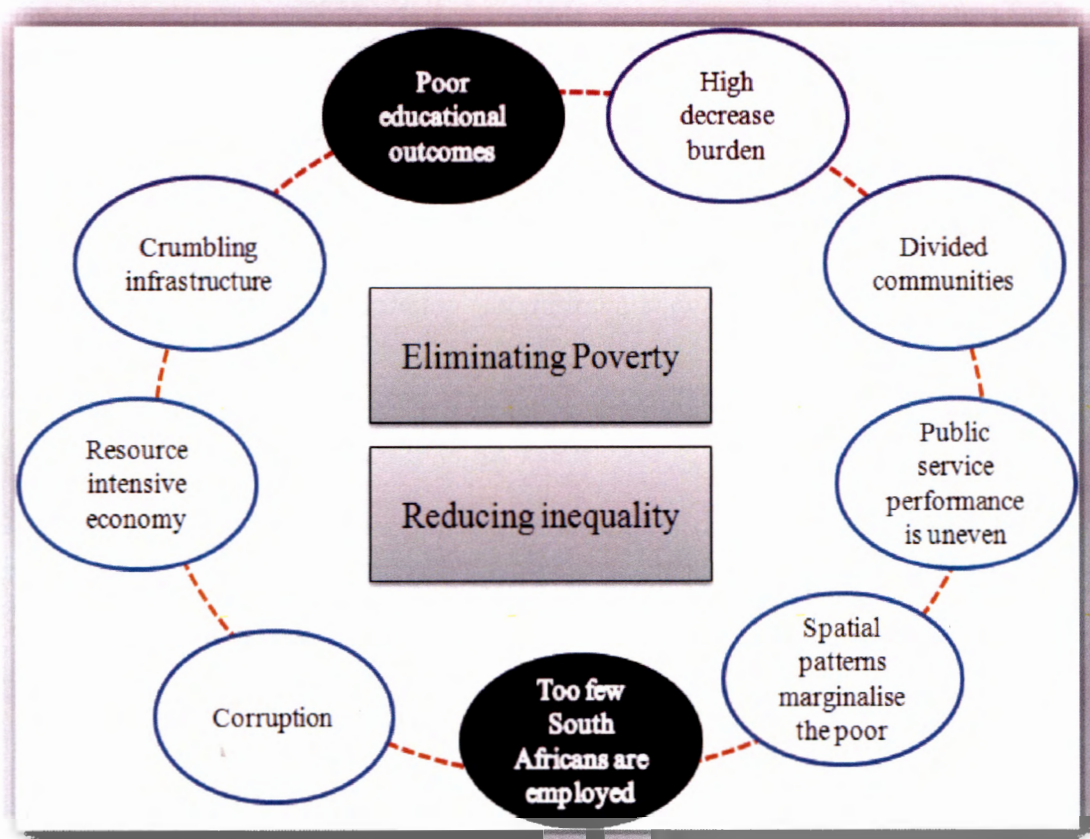 Poor
educational
outcomes
High
decrease
burden
Crumbling
infrastructure
Divided
communities
Eliminating Poverty
Resource
intensive
economy
Public
service
performance
is uneven
Reducing inequality
Spatial
patterns
marginalise
the poor
Corruption
Too few
South
Africans are
employed